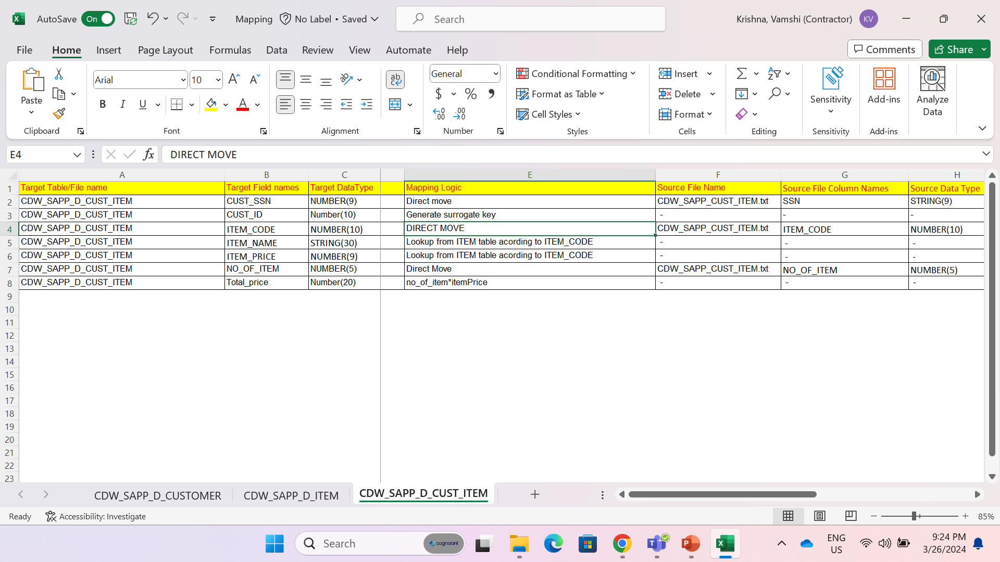 AutoSave On Mapping No Label • Saved Search Krishna, Vamshi (Contractor) KV
File Home Insert Page Layout Formulas Data Review View Automate Help Comments Share
Paste Arial 10 General Conditional Formatting Insert Sensitivity Add-ins Analyze Data
Format as Table Delete
B I U Cell Styles Format
Clipboard Font Alignment Number Styles Cells Editing Sensitivity Add-ins
E4 fx DIRECT MOVE
A B C E F G H
1 Target Table/File name Target Field names Target DataType Mapping Logic Source File Name Source File Column Names Source Data Type
2 CDW_SAPP_D_CUST_ITEM CUST_SSN NUMBER(9) Direct move CDW_SAPP_CUST_ITEM.txt SSN STRING(9)
3 CDW_SAPP_D_CUST_ITEM CUST_ID Number(10) Generate surrogate key - - -
4 CDW_SAPP_D_CUST_ITEM ITEM_CODE NUMBER(10) DIRECT MOVE CDW_SAPP_CUST_ITEM.txt ITEM_CODE NUMBER(10)
5 CDW_SAPP_D_CUST_ITEM ITEM_NAME STRING(30) Lookup from ITEM table acording to ITEM_CODE - - -
6 CDW_SAPP_D_CUST_ITEM ITEM_PRICE NUMBER(9) Lookup from ITEM table acording to ITEM_CODE - - -
7 CDW_SAPP_D_CUST_ITEM NO_OF_ITEM NUMBER(5) Direct Move CDW_SAPP_CUST_ITEM.txt NO_OF_ITEM NUMBER(5)
8 CDW_SAPP_D_CUST_ITEM Total_price Number(20) no_of_item*itemPrice - - -
9
10
11
12
13
14
15
16
17
18
19
20
21
22
23
CDW_SAPP_D_CUSTOMER CDW_SAPP_D_ITEM CDW_SAPP_D_CUST_ITEM
Ready Accessibility: Investigate 85%
Search cognizant ENG US 9:24 PM 3/26/2024